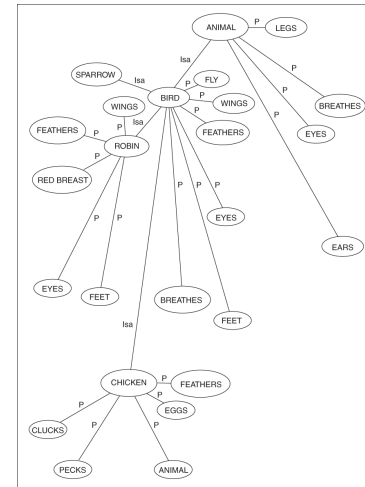 ANIMAL P LEGS
Isa P
SPARROW Isa P FLY P BREATHES
BIRD P WINGS P
WINGS P EYES
FEATHERS P Isa P FEATHERS
P ROBIN
RED BREAST P P P P
P P EYES
EARS
EYES FEET BREATHES
FEET
Isa
CHICKEN P FEATHERS
P P EGGS
CLUCKS P P
PECKS ANIMAL